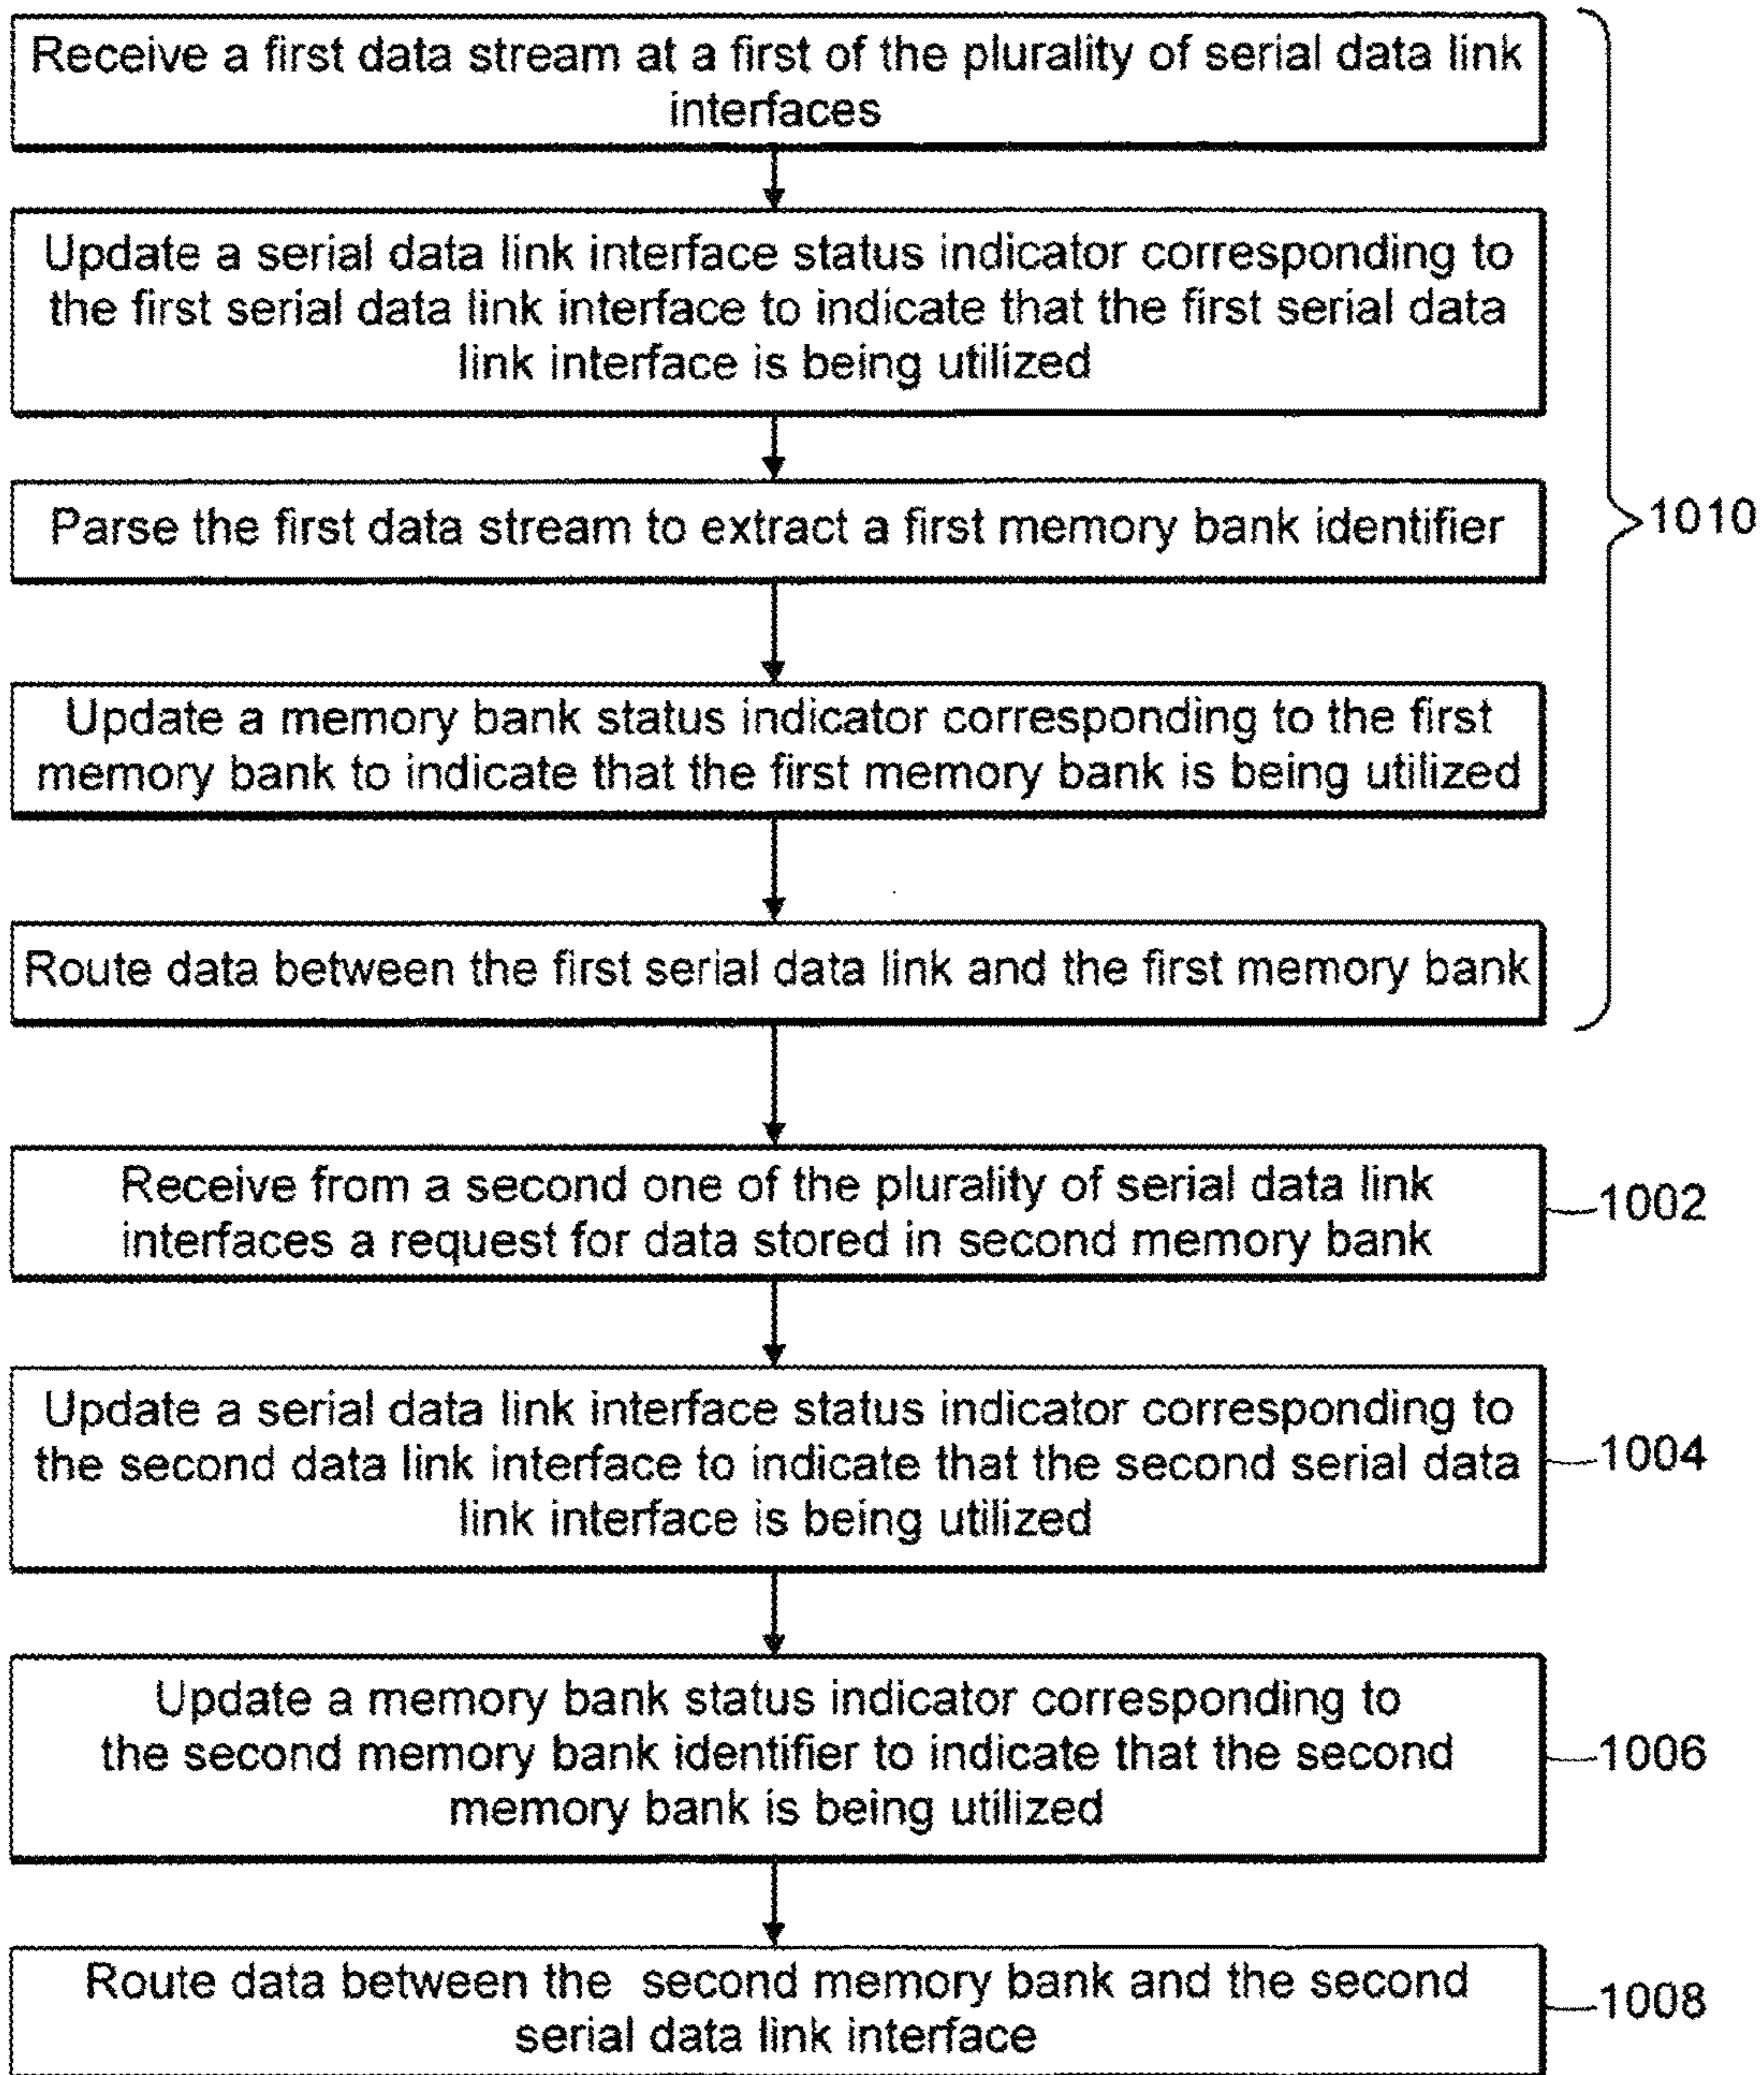 Receive a first data stream at a first of the plurality of serial data link
interfaces
Update a serial data link interface status indicator corresponding to
the first serial data link interface to indicate that the first serial data
link interface is being utilized
Parse the first data stream to extract a first memory bank identifier
1010
Update a memory bank status indicator corresponding to the first
memory bank to indicate that the first memory bank is being utilized
Route data between the first serial data link and the first memory bank
Receive from a second one of the plurality of serial data link
interfaces a request for data stored in second memory bank
1002
Update a serial data link interface status indicator corresponding to
the second data link interface to indicate that the second serial data
link interface is being utilized
1004
Update a memory bank status indicator corresponding to
the second memory bank identifier to indicate that the second
memory bank is being utilized
1006
Route data between the second memory bank and the second
serial data link interface
1008